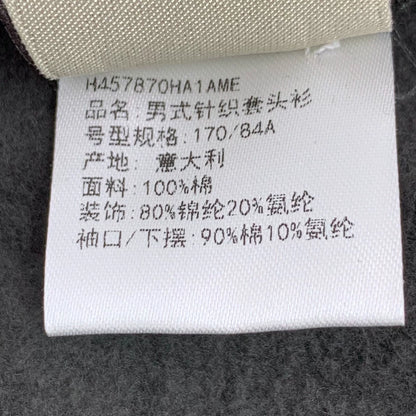 H457870HA1AME
品名: 男式针织套头衫
号型规格: 170/84A
产地: 意大利
面料: 100%棉
装饰: 80%锦纶20%氨纶
袖口/下摆: 90%棉10%氨纶